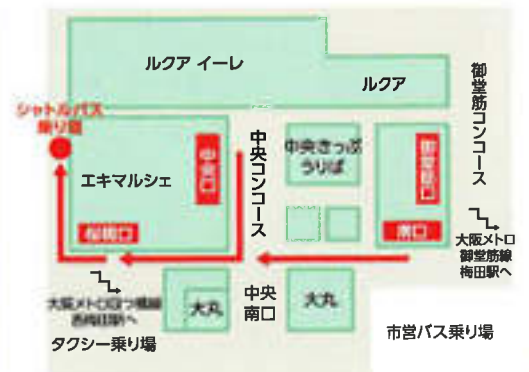 ルクア イーレ
ルクア
御堂筋コンコース
シャトルバス
乗り場
中央口
中央コンコース
中央きっぷ
うりば
御堂筋口
エキマルシェ
桜橋口
南口
大阪メトロ
御堂筋線
梅田駅へ
大阪メトロ四つ橋線
西梅田駅へ
大丸
中央
南口
大丸
タクシー乗り場
市営バス乗り場